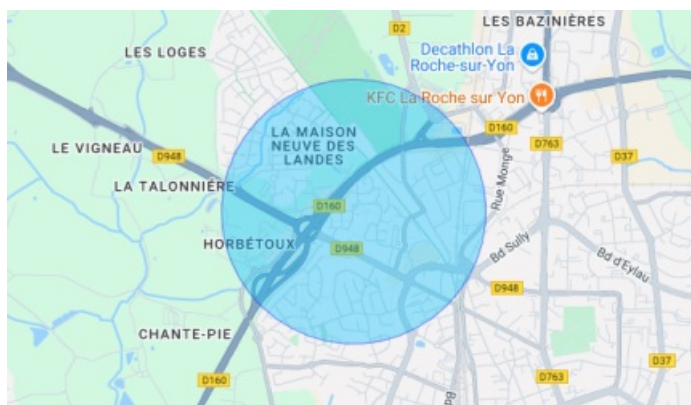 LES BAZINIÈRES
D2
LES LOGES
Decathlon La
Roche-sur-Yon
KFC La Roche sur Yon
LA MAISON
NEUVE DES
LANDES
D160
D763
LE VIGNEAU
D948
D37
Rue Monge
LA TALONNIÈRE
D160
HORBÉTOUX
D948
Bd Sully
Bd d'Eylau
D948
CHANTE-PIE
D763
D37
D160
Bd